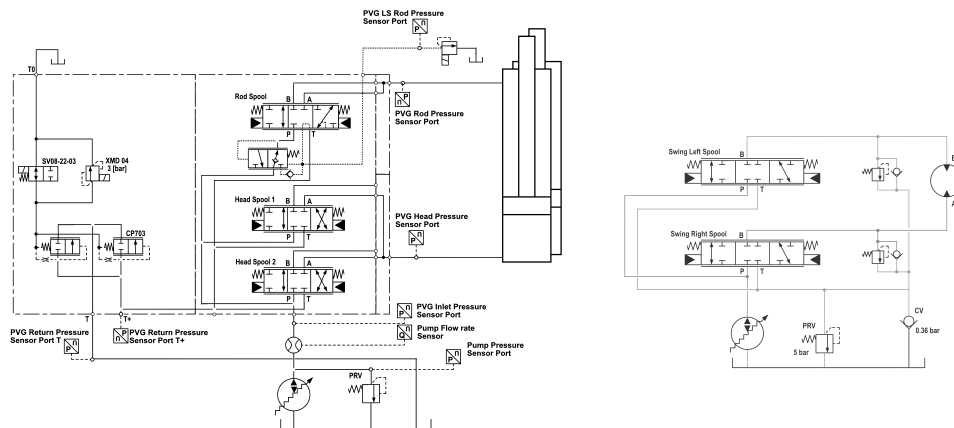 PVG LS Rod Pressure
Sensor Port
P n
T0
Rod Spool
B A
n P
PVG Rod Pressure
Sensor Port
P T
SV08-22-03
XMD 04
3 [bar]
Head Spool 1
B A
P T
PVG Head Pressure
Sensor Port
P n
CP703
Head Spool 2
B A
P T
T
T+
PVG Return Pressure
Sensor Port T
P n
P n
PVG Return Pressure
Sensor Port T+
P n
PVG Inlet Pressure
Sensor Port
Q n
Pump Flow rate
Sensor
P n
Pump Pressure
Sensor Port
PRV
Swing Left Spool
B
P T
B
A
Swing Right Spool
B
P T
PRV
5 bar
CV
0.36 bar